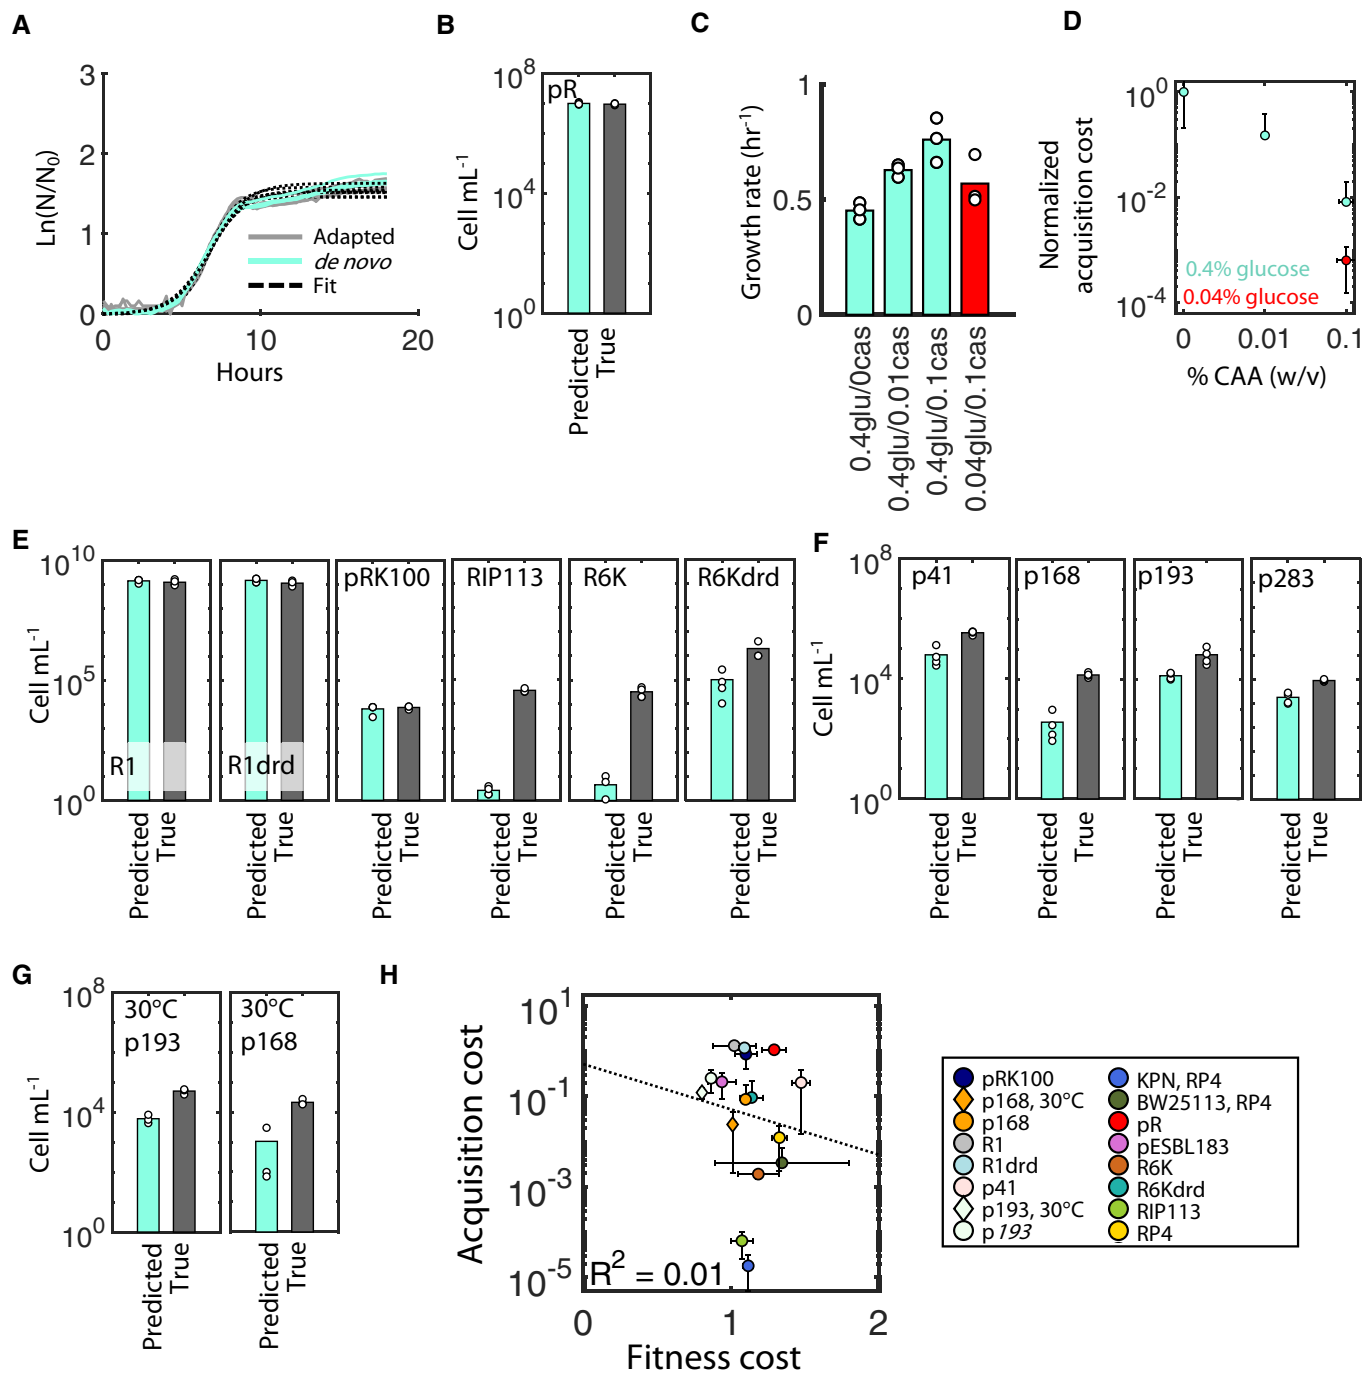 A
3
2
1
0
Ln(N/N0)
Adapted
de novo
Fit
0
10
20
Hours
B
10^8
10^4
10^0
Cell mL^-1
pR
Predicted
True
C
1
0.5
0
Growth rate (hr^-1)
0.4glu/0cas
0.4glu/0.01cas
0.4glu/0.1cas
0.04glu/0.1cas
D
Normalized
acquisition cost
10^0
10^-2
10^-4
0.4% glucose
0.04% glucose
0
0.01
0.1
% CAA (w/v)
E
10^10
10^5
10^0
Cell mL^-1
R1
R1drd
pRK100
RIP113
R6K
R6Kdrd
Predicted
True
Predicted
True
Predicted
True
Predicted
True
Predicted
True
Predicted
True
F
10^8
10^4
10^0
Cell mL^-1
p41
p168
p193
p283
Predicted
True
Predicted
True
Predicted
True
Predicted
True
G
10^8
10^4
10^0
Cell mL^-1
30°C
p193
30°C
p168
Predicted
True
Predicted
True
H
Acquisition cost
10^1
10^-1
10^-3
10^-5
R^2 = 0.01
0
1
2
Fitness cost
pRK100
p168, 30°C
p168
R1
R1drd
p41
p193, 30°C
p193
KPN, RP4
BW25113, RP4
pR
pESBL183
R6K
R6Kdrd
RIP113
RP4